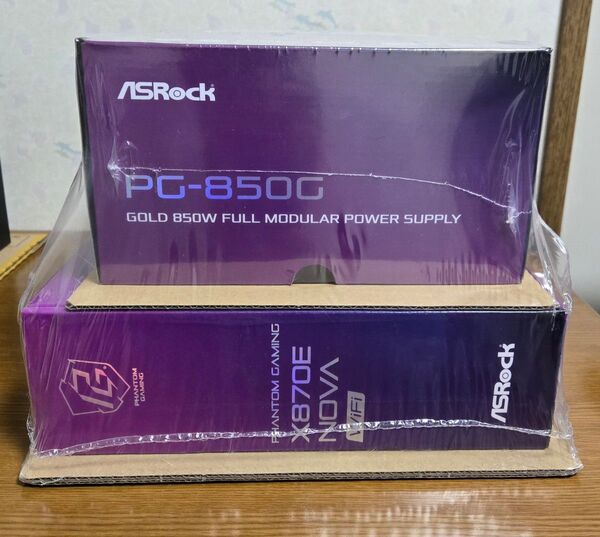 ASRock
PG-850G
GOLD 850W FULL MODULAR POWER SUPPLY
PHANTOM
GAMING
PHANTOM GAMING
X870E
NOVA
WiFi
ASRock